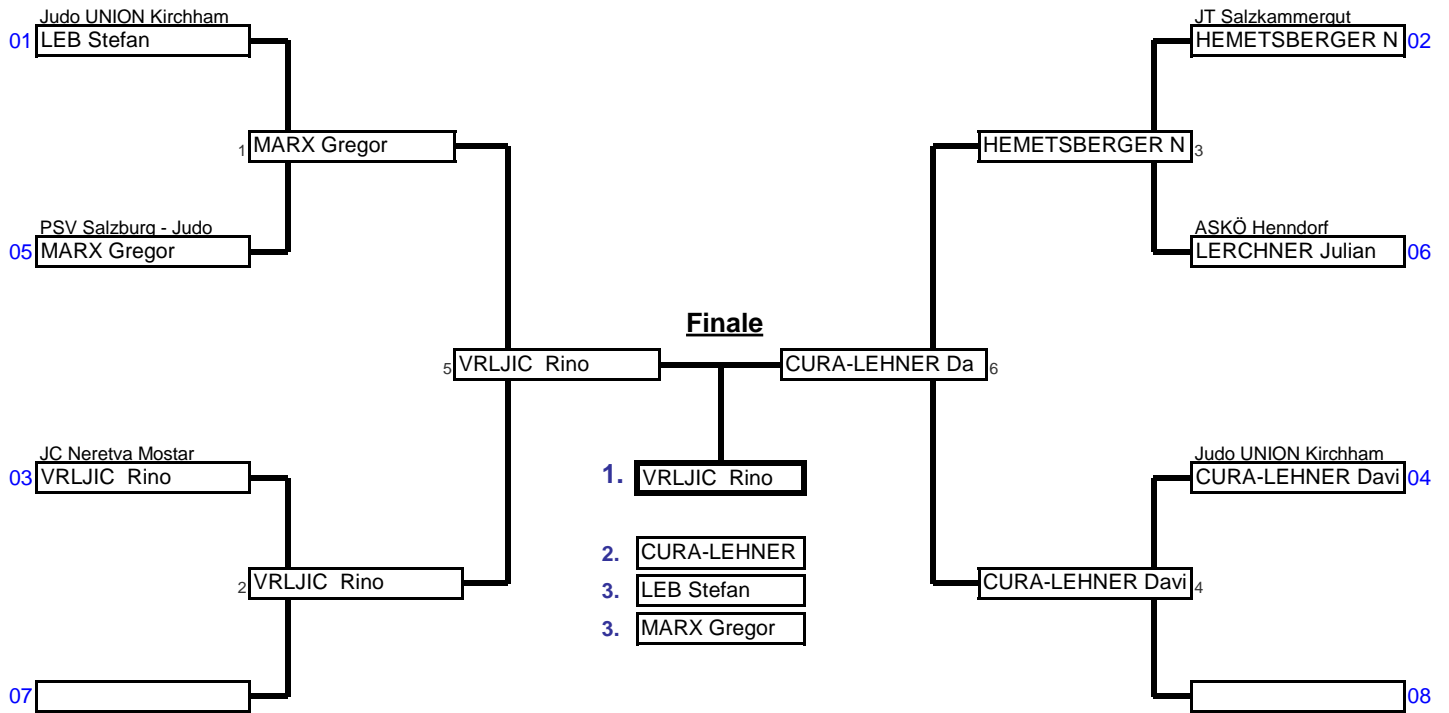 Judo UNION Kirchham
01 LEB Stefan
JT Salzkammergut
HEMETSBERGER N 02
1 MARX Gregor
HEMETSBERGER N 3
PSV Salzburg - Judo
05 MARX Gregor
ASKÖ Henndorf
LERCHNER Julian 06
Finale
5 VRLJIC Rino
CURA-LEHNER Da 6
JC Neretva Mostar
03 VRLJIC Rino
1. VRLJIC Rino
Judo UNION Kirchham
CURA-LEHNER Davi 04
2. CURA-LEHNER
2 VRLJIC Rino
3. LEB Stefan
CURA-LEHNER Davi 4
3. MARX Gregor
07
08